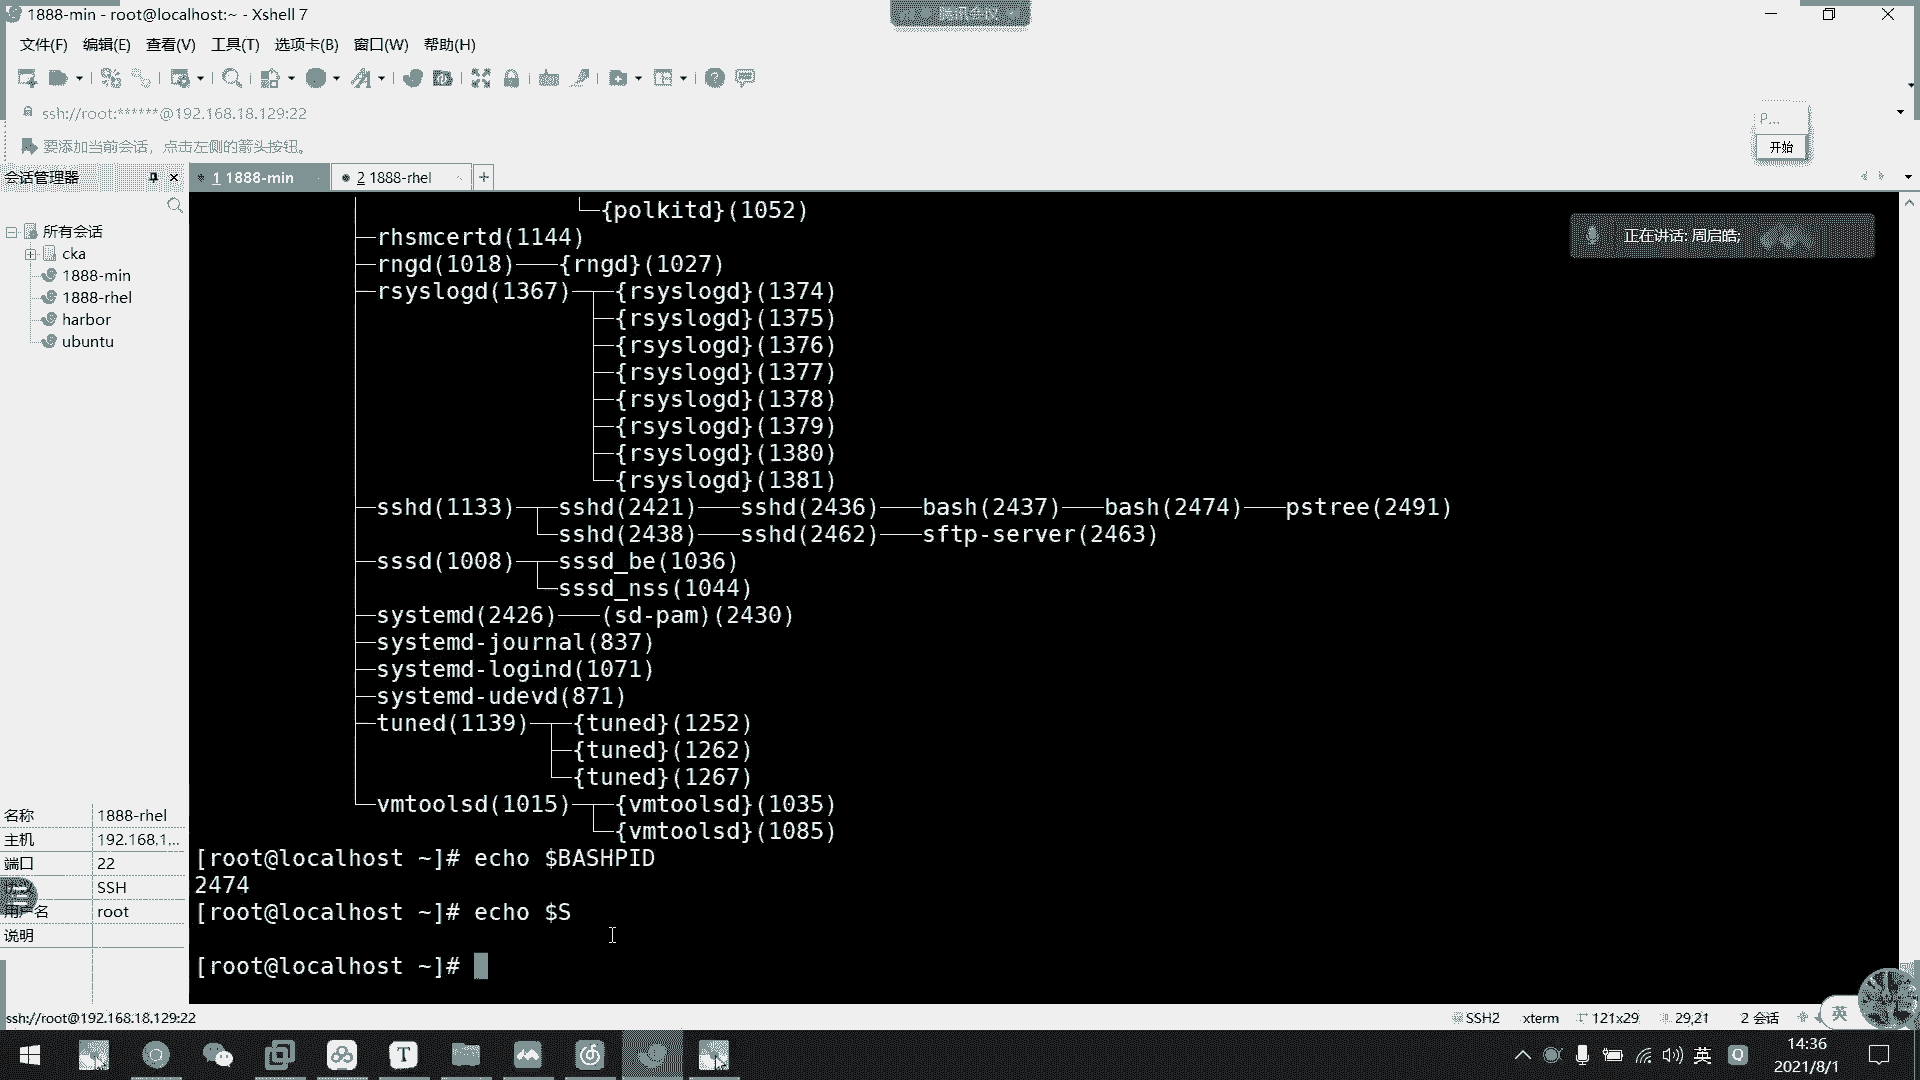 1888-min - root@localhost:~ - Xshell 7
腾讯会议
文件(F) 编辑(E) 查看(V) 工具(T) 选项卡(B) 窗口(W) 帮助(H)
ssh://root:******@192.168.18.129:22
要添加当前会话，点击左侧的箭头按钮。
P...
开始
会话管理器
1 1888-min
2 1888-rhel
所有会话
cka
1888-min
1888-rhel
harbor
ubuntu
正在讲话: 周启皓;
└─{polkitd}(1052)
├─rhsmcertd(1144)
├─rngd(1018)───{rngd}(1027)
├─rsyslogd(1367)─┬─{rsyslogd}(1374)
├─{rsyslogd}(1375)
├─{rsyslogd}(1376)
├─{rsyslogd}(1377)
├─{rsyslogd}(1378)
├─{rsyslogd}(1379)
├─{rsyslogd}(1380)
└─{rsyslogd}(1381)
├─sshd(1133)─┬─sshd(2421)───sshd(2436)───bash(2437)───bash(2474)───pstree(2491)
└─sshd(2438)───sshd(2462)───sftp-server(2463)
├─sssd(1008)─┬─sssd_be(1036)
└─sssd_nss(1044)
├─systemd(2426)───(sd-pam)(2430)
├─systemd-journal(837)
├─systemd-logind(1071)
├─systemd-udevd(871)
├─tuned(1139)─┬─{tuned}(1252)
├─{tuned}(1262)
└─{tuned}(1267)
└─vmtoolsd(1015)─┬─{vmtoolsd}(1035)
└─{vmtoolsd}(1085)
[root@localhost ~]# echo $BASHPID
2474
[root@localhost ~]# echo $S
[root@localhost ~]#
名称 1888-rhel
主机 192.168.1,...
端口 22
SSH
用户名 root
说明
ssh://root@192.168.18.129:22
SSH2 xterm 121x29 29,21 2 会话
英
T
英
14:36
2021/8/1